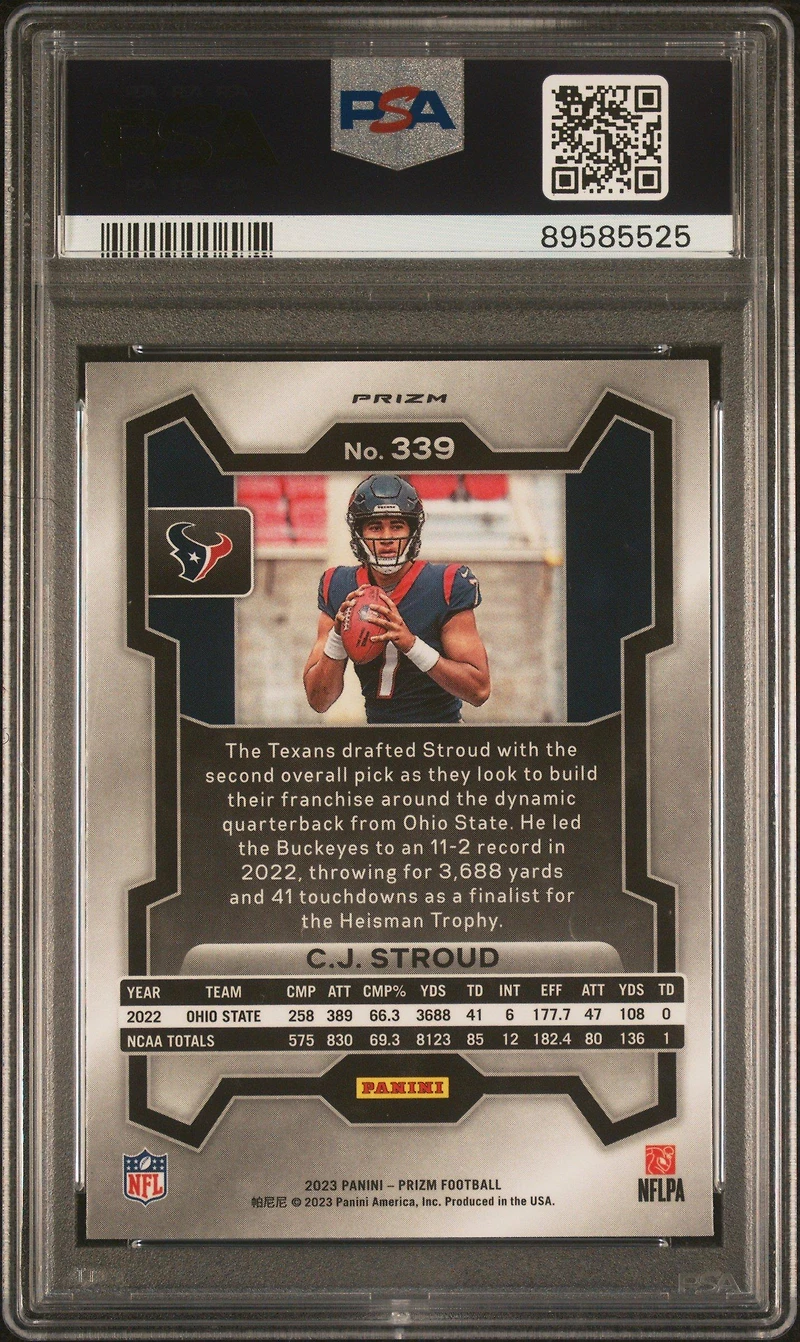 PSA
89585525
PRIZM
No. 339
The Texans drafted Stroud with the
second overall pick as they look to build
their franchise around the dynamic
quarterback from Ohio State. He led
the Buckeyes to an 11-2 record in
2022, throwing for 3,688 yards
and 41 touchdowns as a finalist for
the Heisman Trophy.
C.J. STROUD
YEAR TEAM CMP ATT CMP% YDS TD INT EFF ATT YDS TD
2022 OHIO STATE 258 389 66.3 3688 41 6 177.7 47 108 0
NCAA TOTALS 575 830 69.3 8123 85 12 182.4 80 136 1
PANINI
NFL
NFLPA
2023 PANINI – PRIZM FOOTBALL
帕尼尼 © 2023 Panini America, Inc. Produced in the USA.
PSA